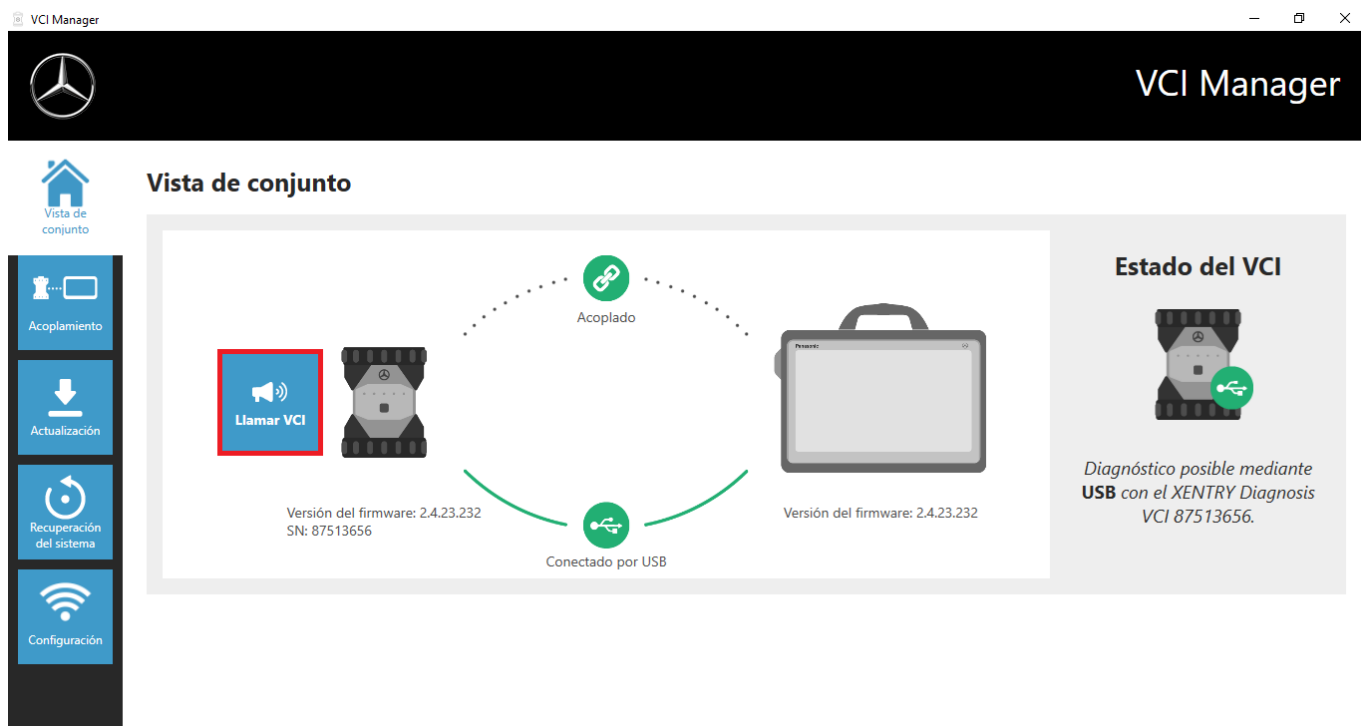 VCI Manager
VCI Manager
Vista de
conjunto
Acoplamiento
Actualización
Recuperación
del sistema
Configuración
Vista de conjunto
Acoplado
Llamar VCI
Panasonic
Versión del firmware: 2.4.23.232
SN: 87513656
Versión del firmware: 2.4.23.232
Conectado por USB
Estado del VCI
Diagnóstico posible mediante
USB con el XENTRY Diagnosis
VCI 87513656.